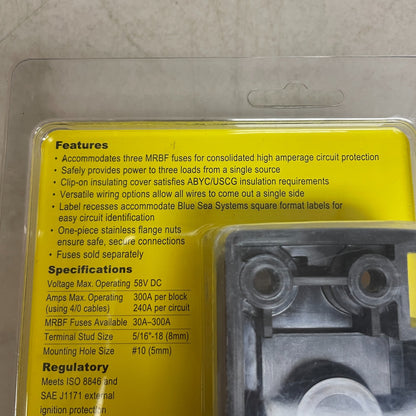 Features
• Accommodates three MRBF fuses for consolidated high amperage circuit protection
• Safely provides power to three loads from a single source
• Clip-on insulating cover satisfies ABYC/USCG insulation requirements
• Versatile wiring options allow all wires to come out a single side
• Label recesses accommodate Blue Sea Systems square format labels for
easy circuit identification
• One-piece stainless flange nuts
ensure safe, secure connections
• Fuses sold separately
Specifications
Voltage Max. Operating 58V DC
Amps Max. Operating 300A per block
(using 4/0 cables) 240A per circuit
MRBF Fuses Available 30A–300A
Terminal Stud Size 5/16"-18 (8mm)
Mounting Hole Size #10 (5mm)
Regulatory
Meets ISO 8846 and
SAE J1171 external
ignition protection